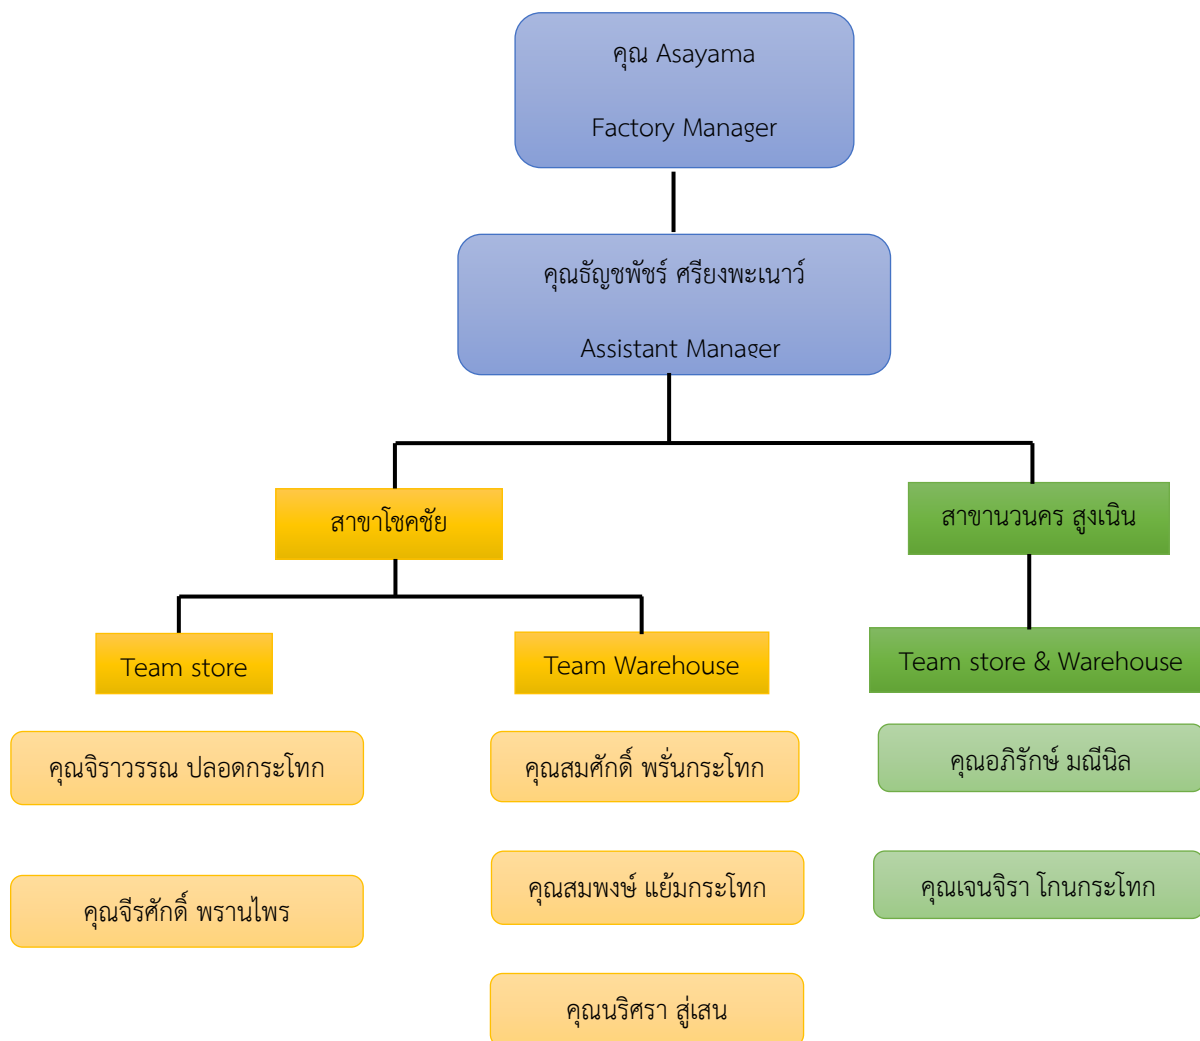 คุณ Asayama
Factory Manager
คุณธัญชพัชร์ ศรียงพะเนาว์
Assistant Manager
สาขาโชคชัย
สาขานวนคร สูงเนิน
Team store
Team Warehouse
Team store & Warehouse
คุณจิราวรรณ ปลอดกระโทก
คุณสมศักดิ์ พรั่นกระโทก
คุณอภิรักษ์ มณีนิล
คุณจีรศักดิ์ พรานไพร
คุณสมพงษ์ แย้มกระโทก
คุณเจนจิรา โกนกระโทก
คุณนริศรา สู่เสน